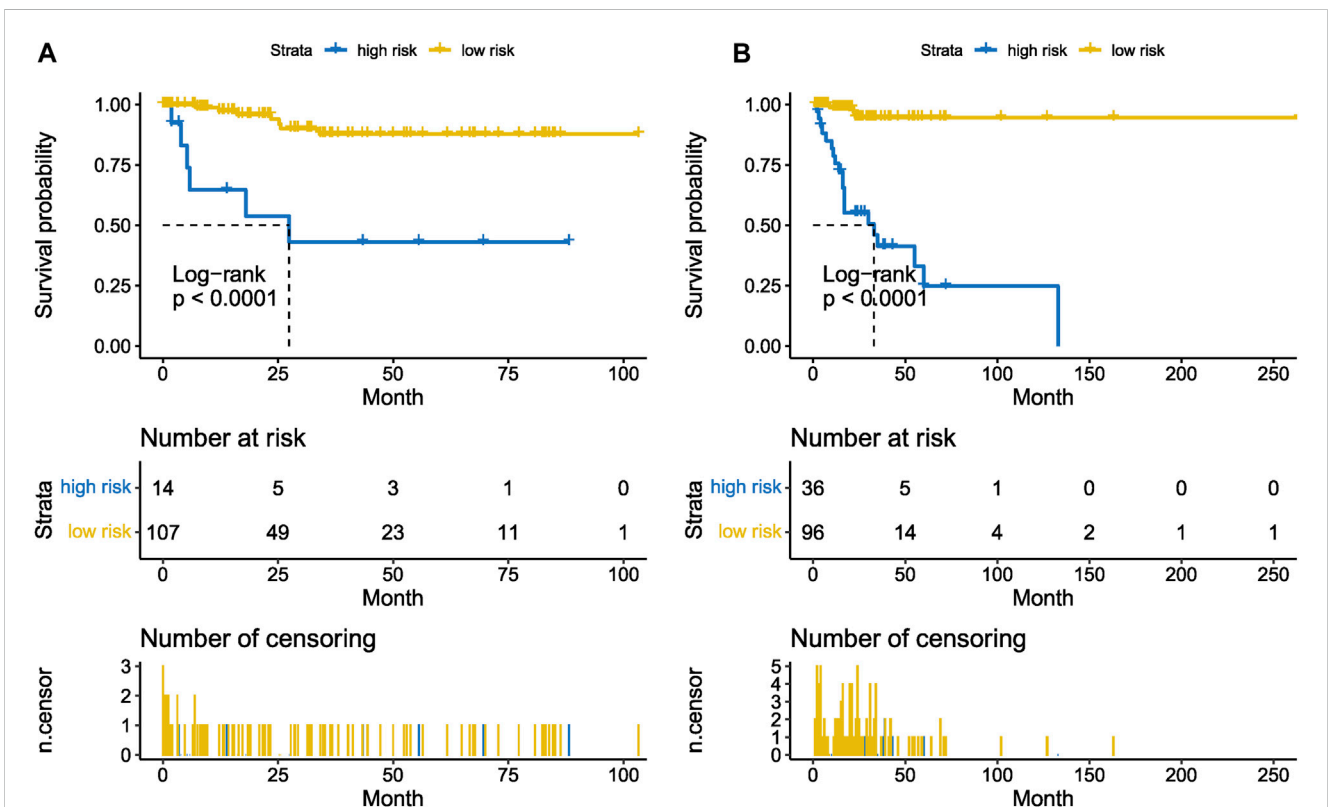 A
Strata high risk low risk
Survival probability
1.00
0.75
0.50
0.25
0.00
Log-rank
p < 0.0001
0 25 50 75 100
Month
Number at risk
Strata
high risk 14 5 3 1 0
low risk 107 49 23 11 1
0 25 50 75 100
Month
Number of censoring
n.censor
3
2
1
0
0 25 50 75 100
Month
B
Strata high risk low risk
Survival probability
1.00
0.75
0.50
0.25
0.00
Log-rank
p < 0.0001
0 50 100 150 200 250
Month
Number at risk
Strata
high risk 36 5 1 0 0 0
low risk 96 14 4 2 1 1
0 50 100 150 200 250
Month
Number of censoring
n.censor
5
4
3
2
1
0
0 50 100 150 200 250
Month